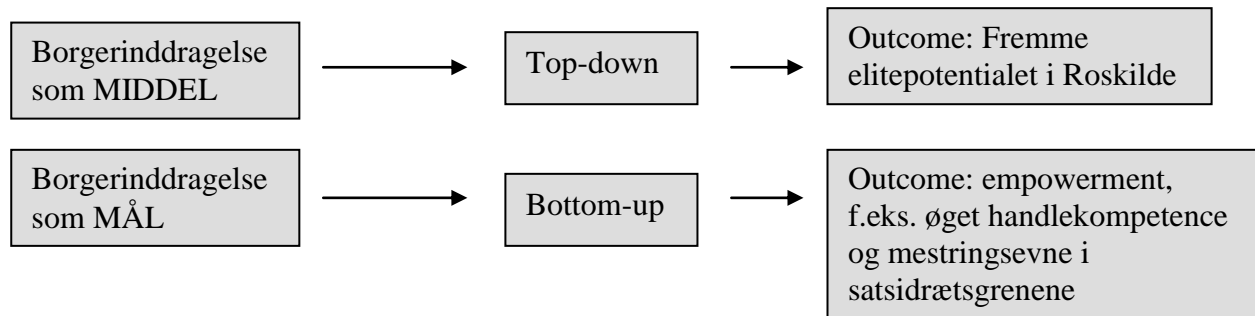 Borgerinddragelse
som MIDDEL
Top-down
Outcome: Fremme
elitepotentialet i Roskilde
Borgerinddragelse
som MÅL
Bottom-up
Outcome: empowerment,
f.eks. øget handlekompetence
og mestringsevne i
satsidrætsgrenene